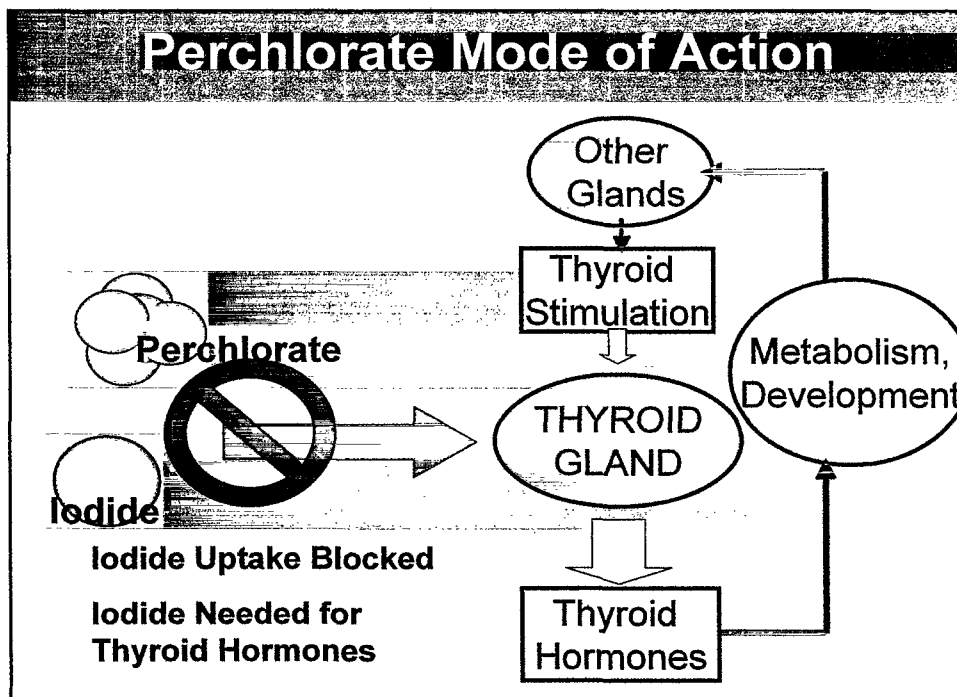 Perchlorate Mode of Action
Other
Glands
Thyroid
Stimulation
Perchlorate
Metabolism,
Development
THYROID
GLAND
Iodide
Iodide Uptake Blocked
Iodide Needed for
Thyroid Hormones
Thyroid
Hormones